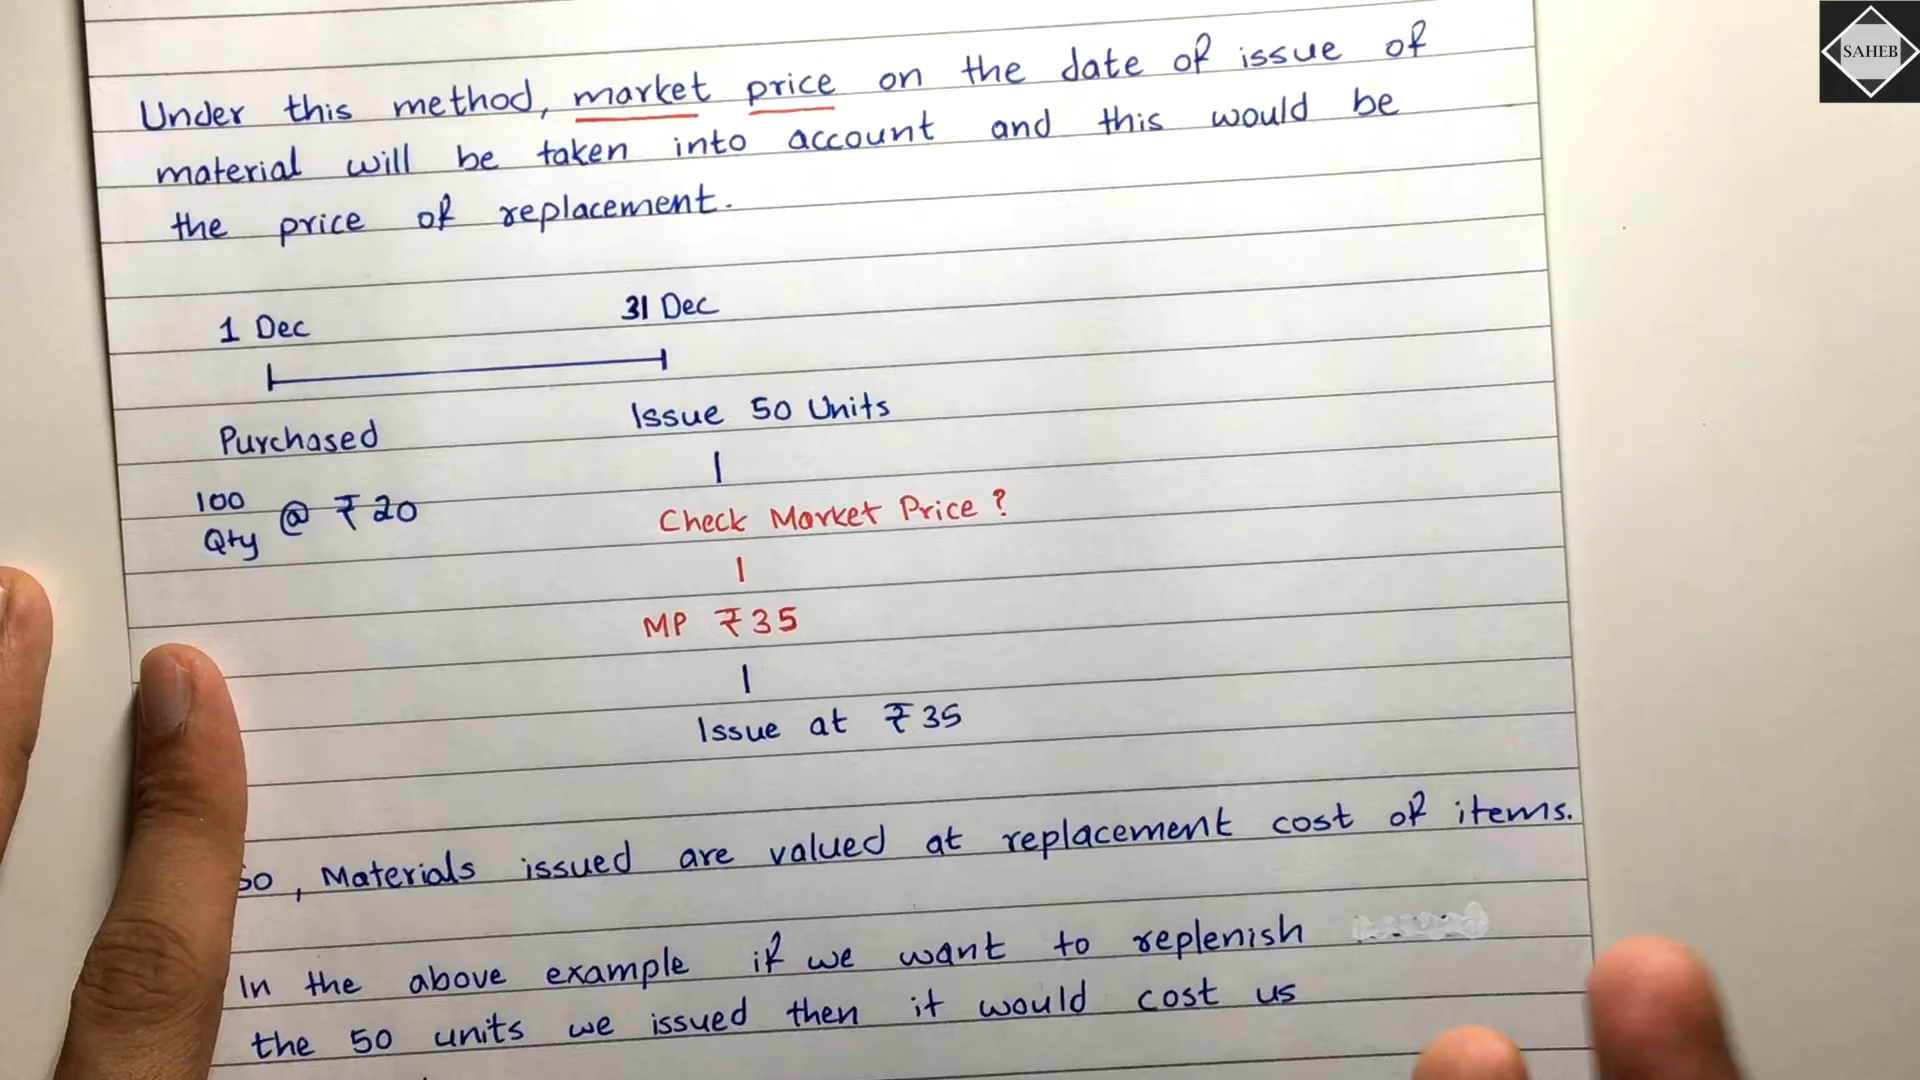 SAHEB
Under this method, market price on the date of issue of
material will be taken into account and this would be
the price of replacement.
1 Dec
31 Dec
Purchased
Issue 50 Units
100
Qty @ ₹20
Check Market Price ?
MP ₹35
Issue at ₹35
So, Materials issued are valued at replacement cost of items.
In the above example if we want to replenish
the 50 units we issued then it would cost us